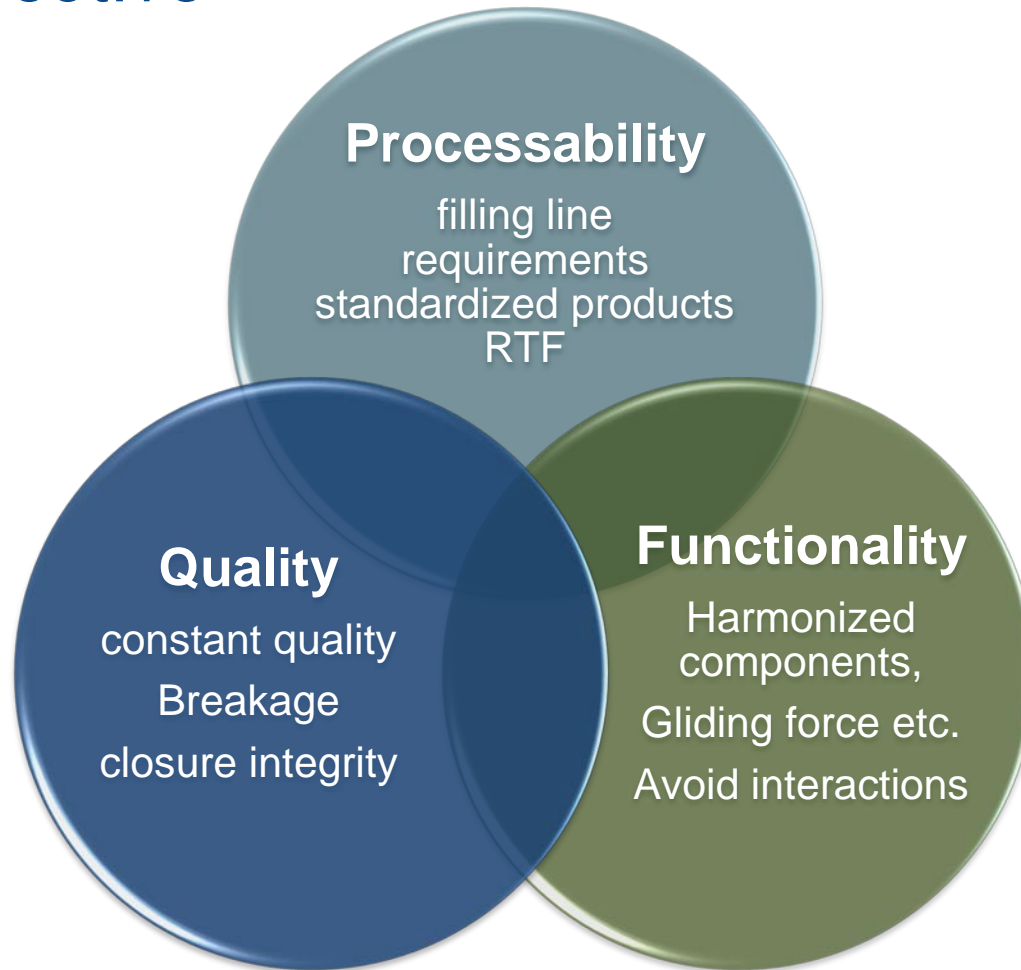 Processability
filling line
requirements
standardized products
RTF
Quality
constant quality
Breakage
closure integrity
Functionality
Harmonized
components,
Gliding force etc.
Avoid interactions